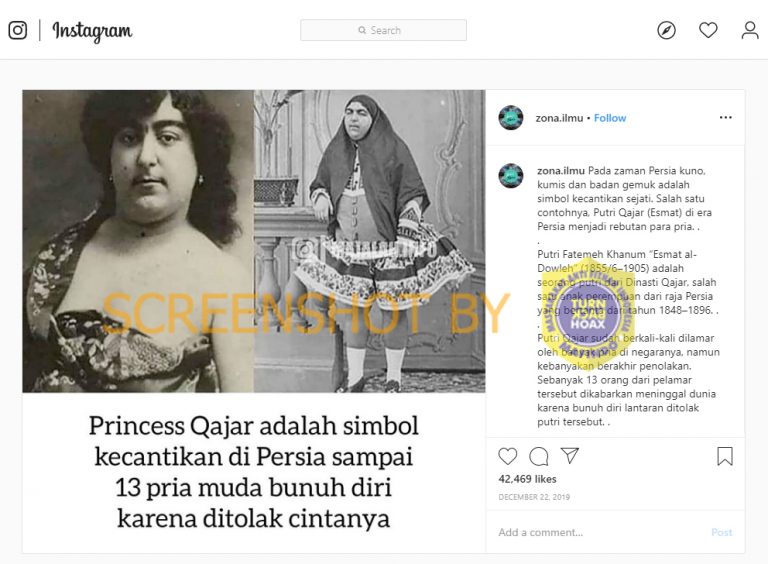 Instagram
Search
zona.ilmu • Follow
zona.ilmu Pada zaman Persia kuno,
kumis dan badan gemuk adalah
simbol kecantikan sejati. Salah satu
contohnya, Putri Qajar (Esmat) di era
Persia menjadi rebutan para pria. .
.
Putri Fatemeh Khanum "Esmat al-
Dowleh" (1855/6–1905) adalah
seorang putri dari Dinasti Qajar, salah
satu anak perempuan dari raja Persia
yang bertahta dari tahun 1848–1896. .
.
Putri Qajar sudah berkali-kali dilamar
oleh banyak pria di negaranya, namun
kebanyakan berakhir penolakan.
Sebanyak 13 orang dari pelamar
tersebut dikabarkan meninggal dunia
karena bunuh diri lantaran ditolak
putri tersebut. .
SCREENSHOT BY
TURN
BACK
HOAX
Princess Qajar adalah simbol
kecantikan di Persia sampai
13 pria muda bunuh diri
karena ditolak cintanya
42,469 likes
DECEMBER 22, 2019
Add a comment...
Post